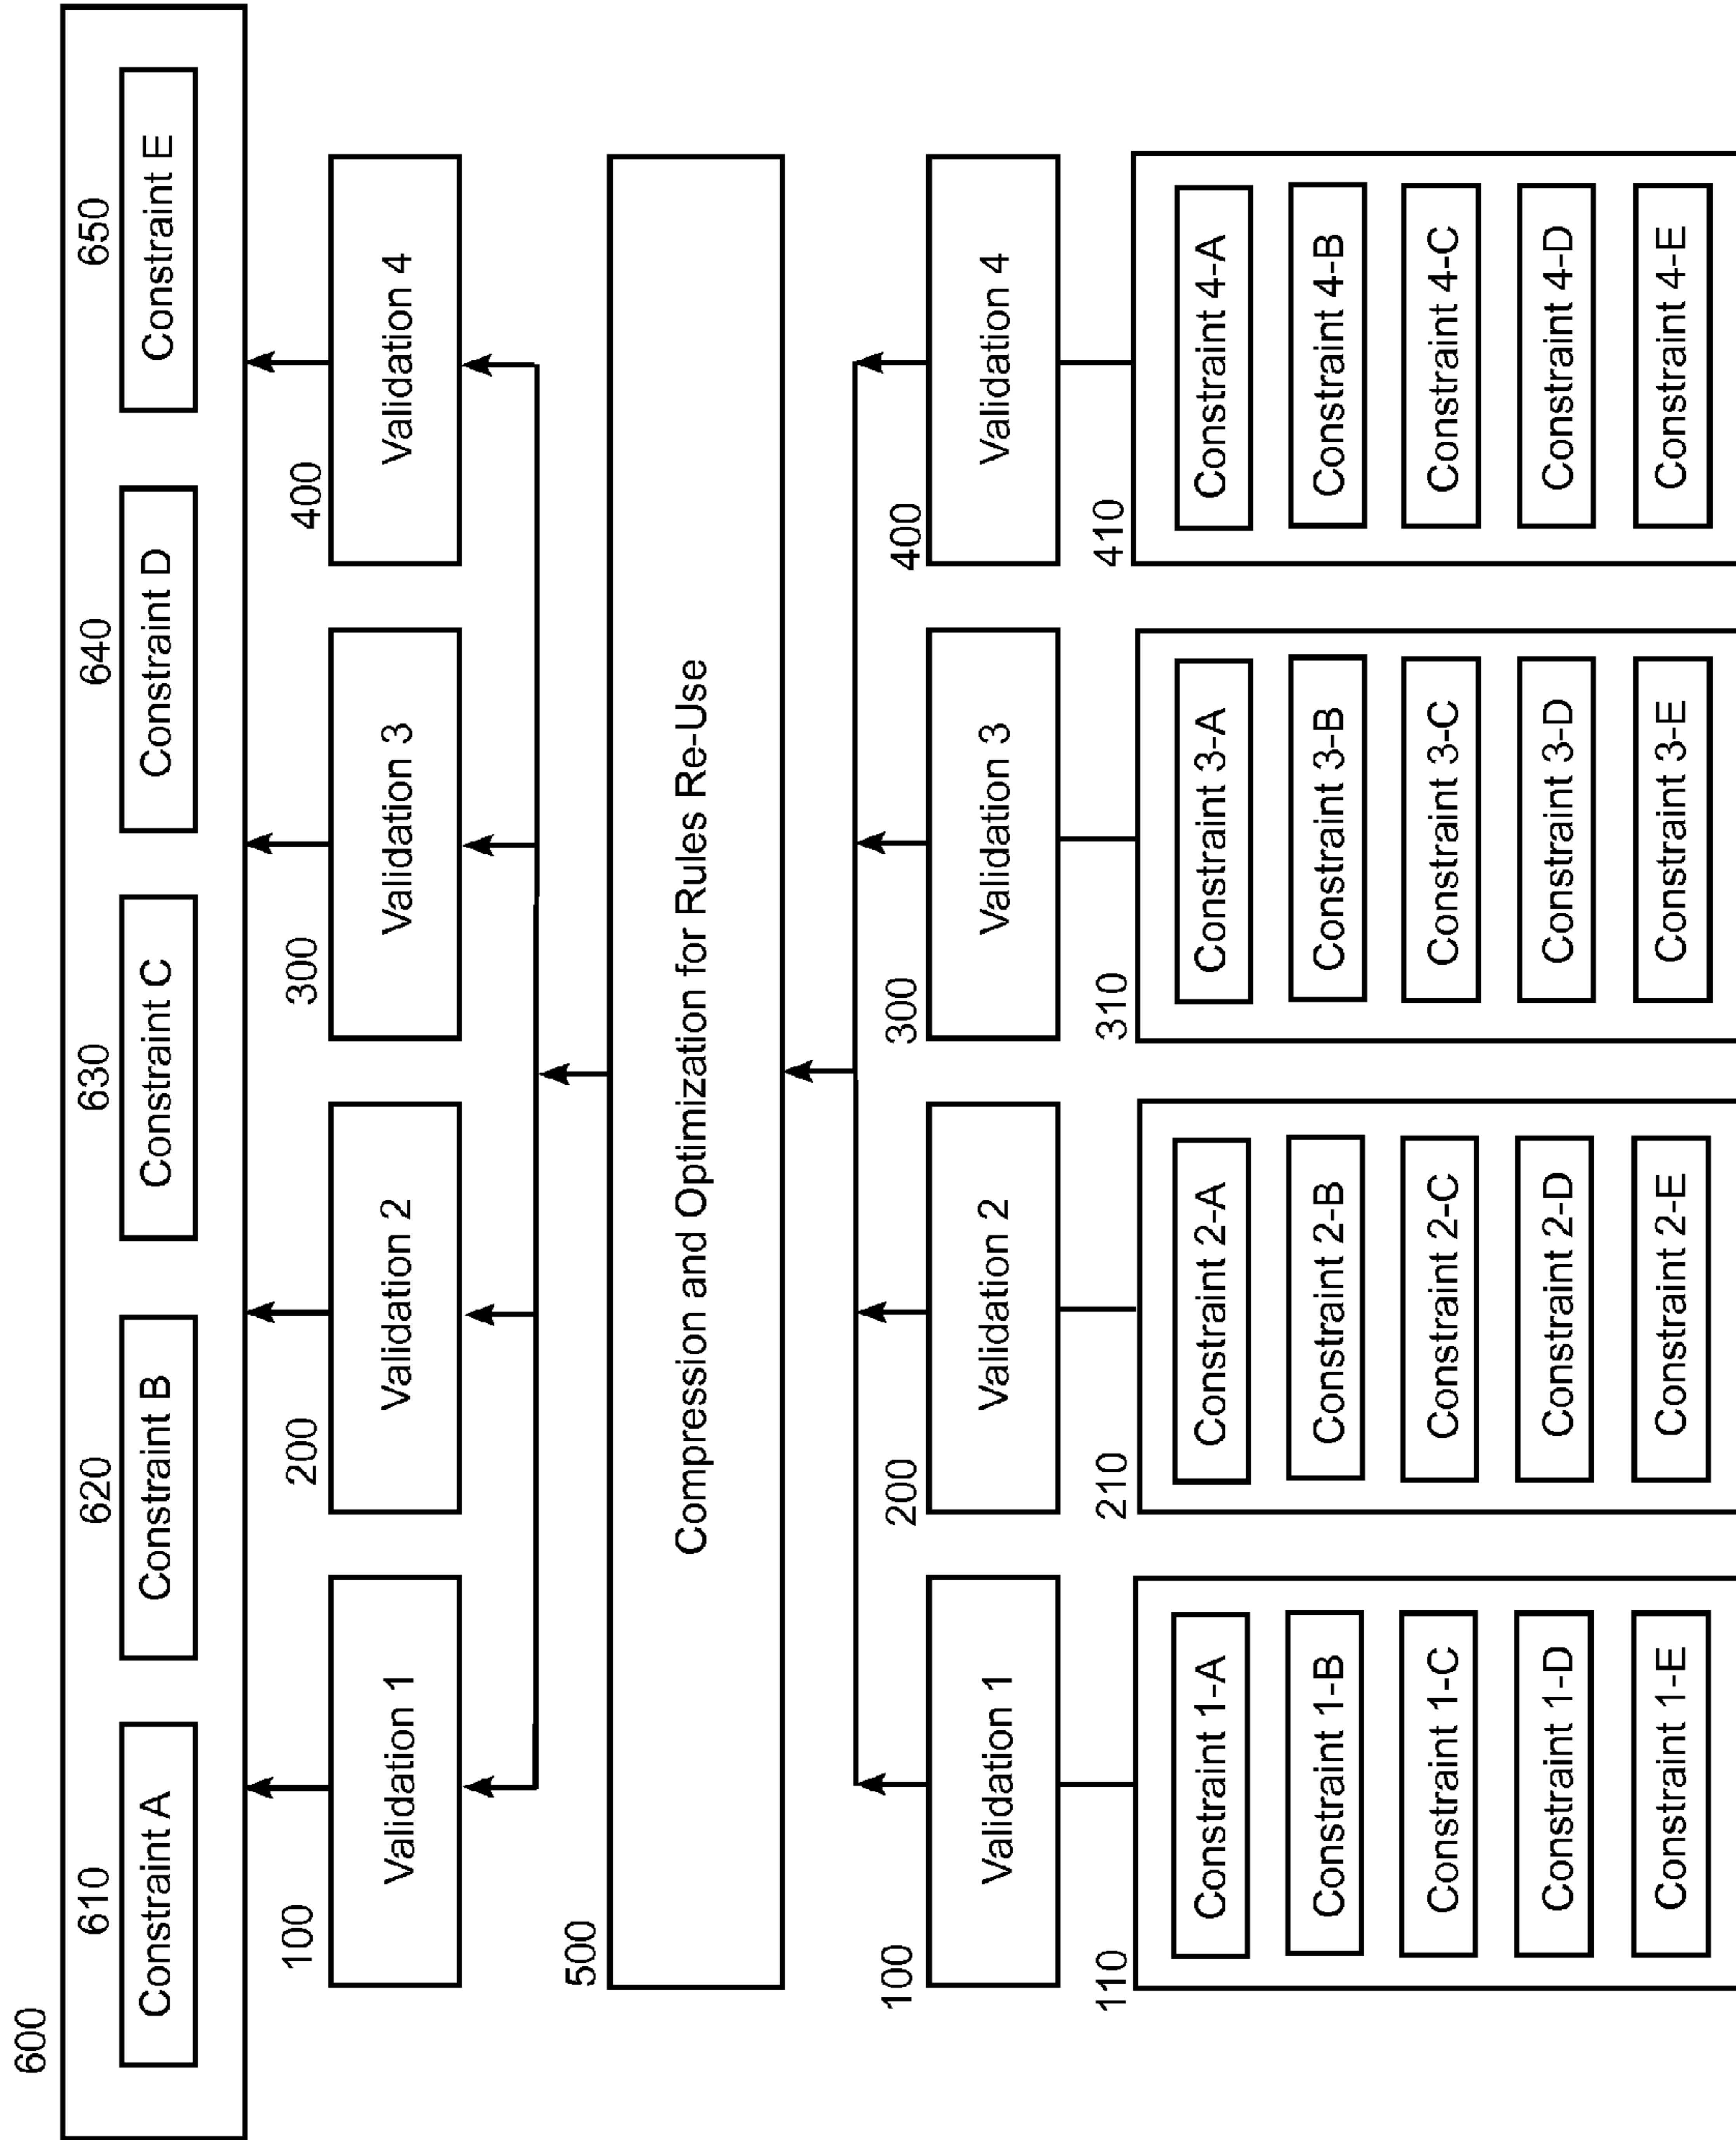 600
610 620 630 640 650
Constraint A Constraint B Constraint C Constraint D Constraint E
100 200 300 400
Validation 1 Validation 2 Validation 3 Validation 4
500
Compression and Optimization for Rules Re-Use
100 200 300 400
Validation 1 Validation 2 Validation 3 Validation 4
110 210 310 410
Constraint 1-A Constraint 2-A Constraint 3-A Constraint 4-A
Constraint 1-B Constraint 2-B Constraint 3-B Constraint 4-B
Constraint 1-C Constraint 2-C Constraint 3-C Constraint 4-C
Constraint 1-D Constraint 2-D Constraint 3-D Constraint 4-D
Constraint 1-E Constraint 2-E Constraint 3-E Constraint 4-E